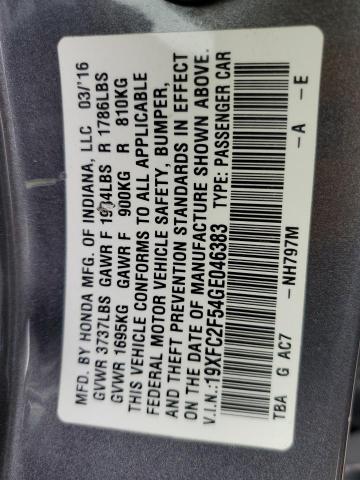 MFD. BY HONDA MFG. OF INDIANA, LLC 03/'16
GVWR 3737LBS GAWR F 1984LBS R 1786LBS
GVWR 1695KG GAWR F 900KG R 810KG
THIS VEHICLE CONFORMS TO ALL APPLICABLE
FEDERAL MOTOR VEHICLE SAFETY, BUMPER,
AND THEFT PREVENTION STANDARDS IN EFFECT
ON THE DATE OF MANUFACTURE SHOWN ABOVE.
V.I.N.:19XFC2F54GE046383 TYPE: PASSENGER CAR
TBA G AC7 -NH797M -A -E